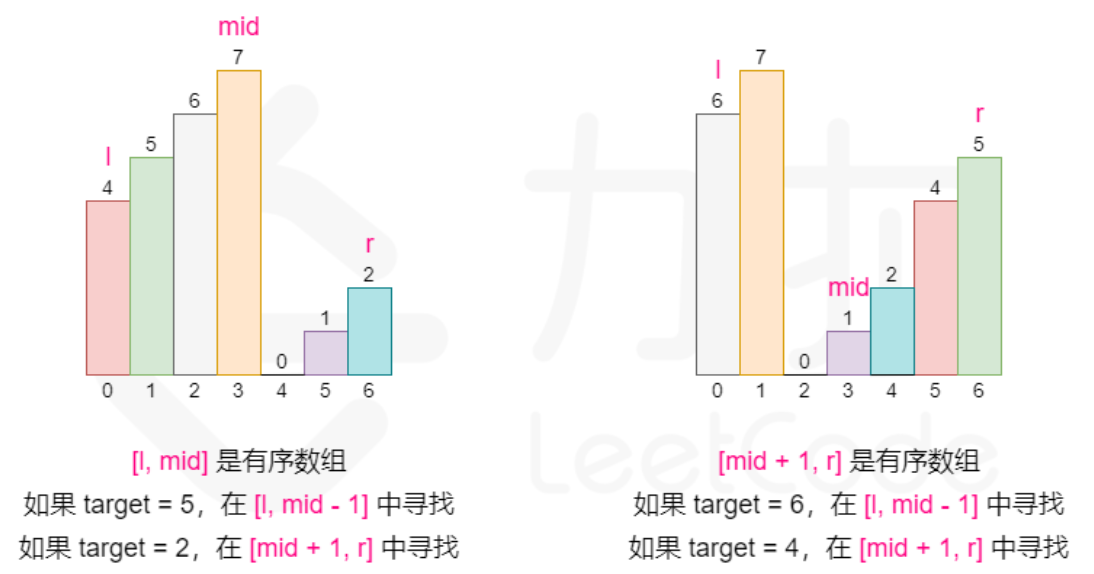 mid
7
6
5
l
4
r
2
1
0
0 1 2 3 4 5 6
[l, mid] 是有序数组
如果 target = 5，在 [l, mid - 1] 中寻找
如果 target = 2，在 [mid + 1, r] 中寻找
l
7
6
r
5
4
mid
2
1
0
0 1 2 3 4 5 6
[mid + 1, r] 是有序数组
如果 target = 6，在 [l, mid - 1] 中寻找
如果 target = 4，在 [mid + 1, r] 中寻找
力扣
LeetCode